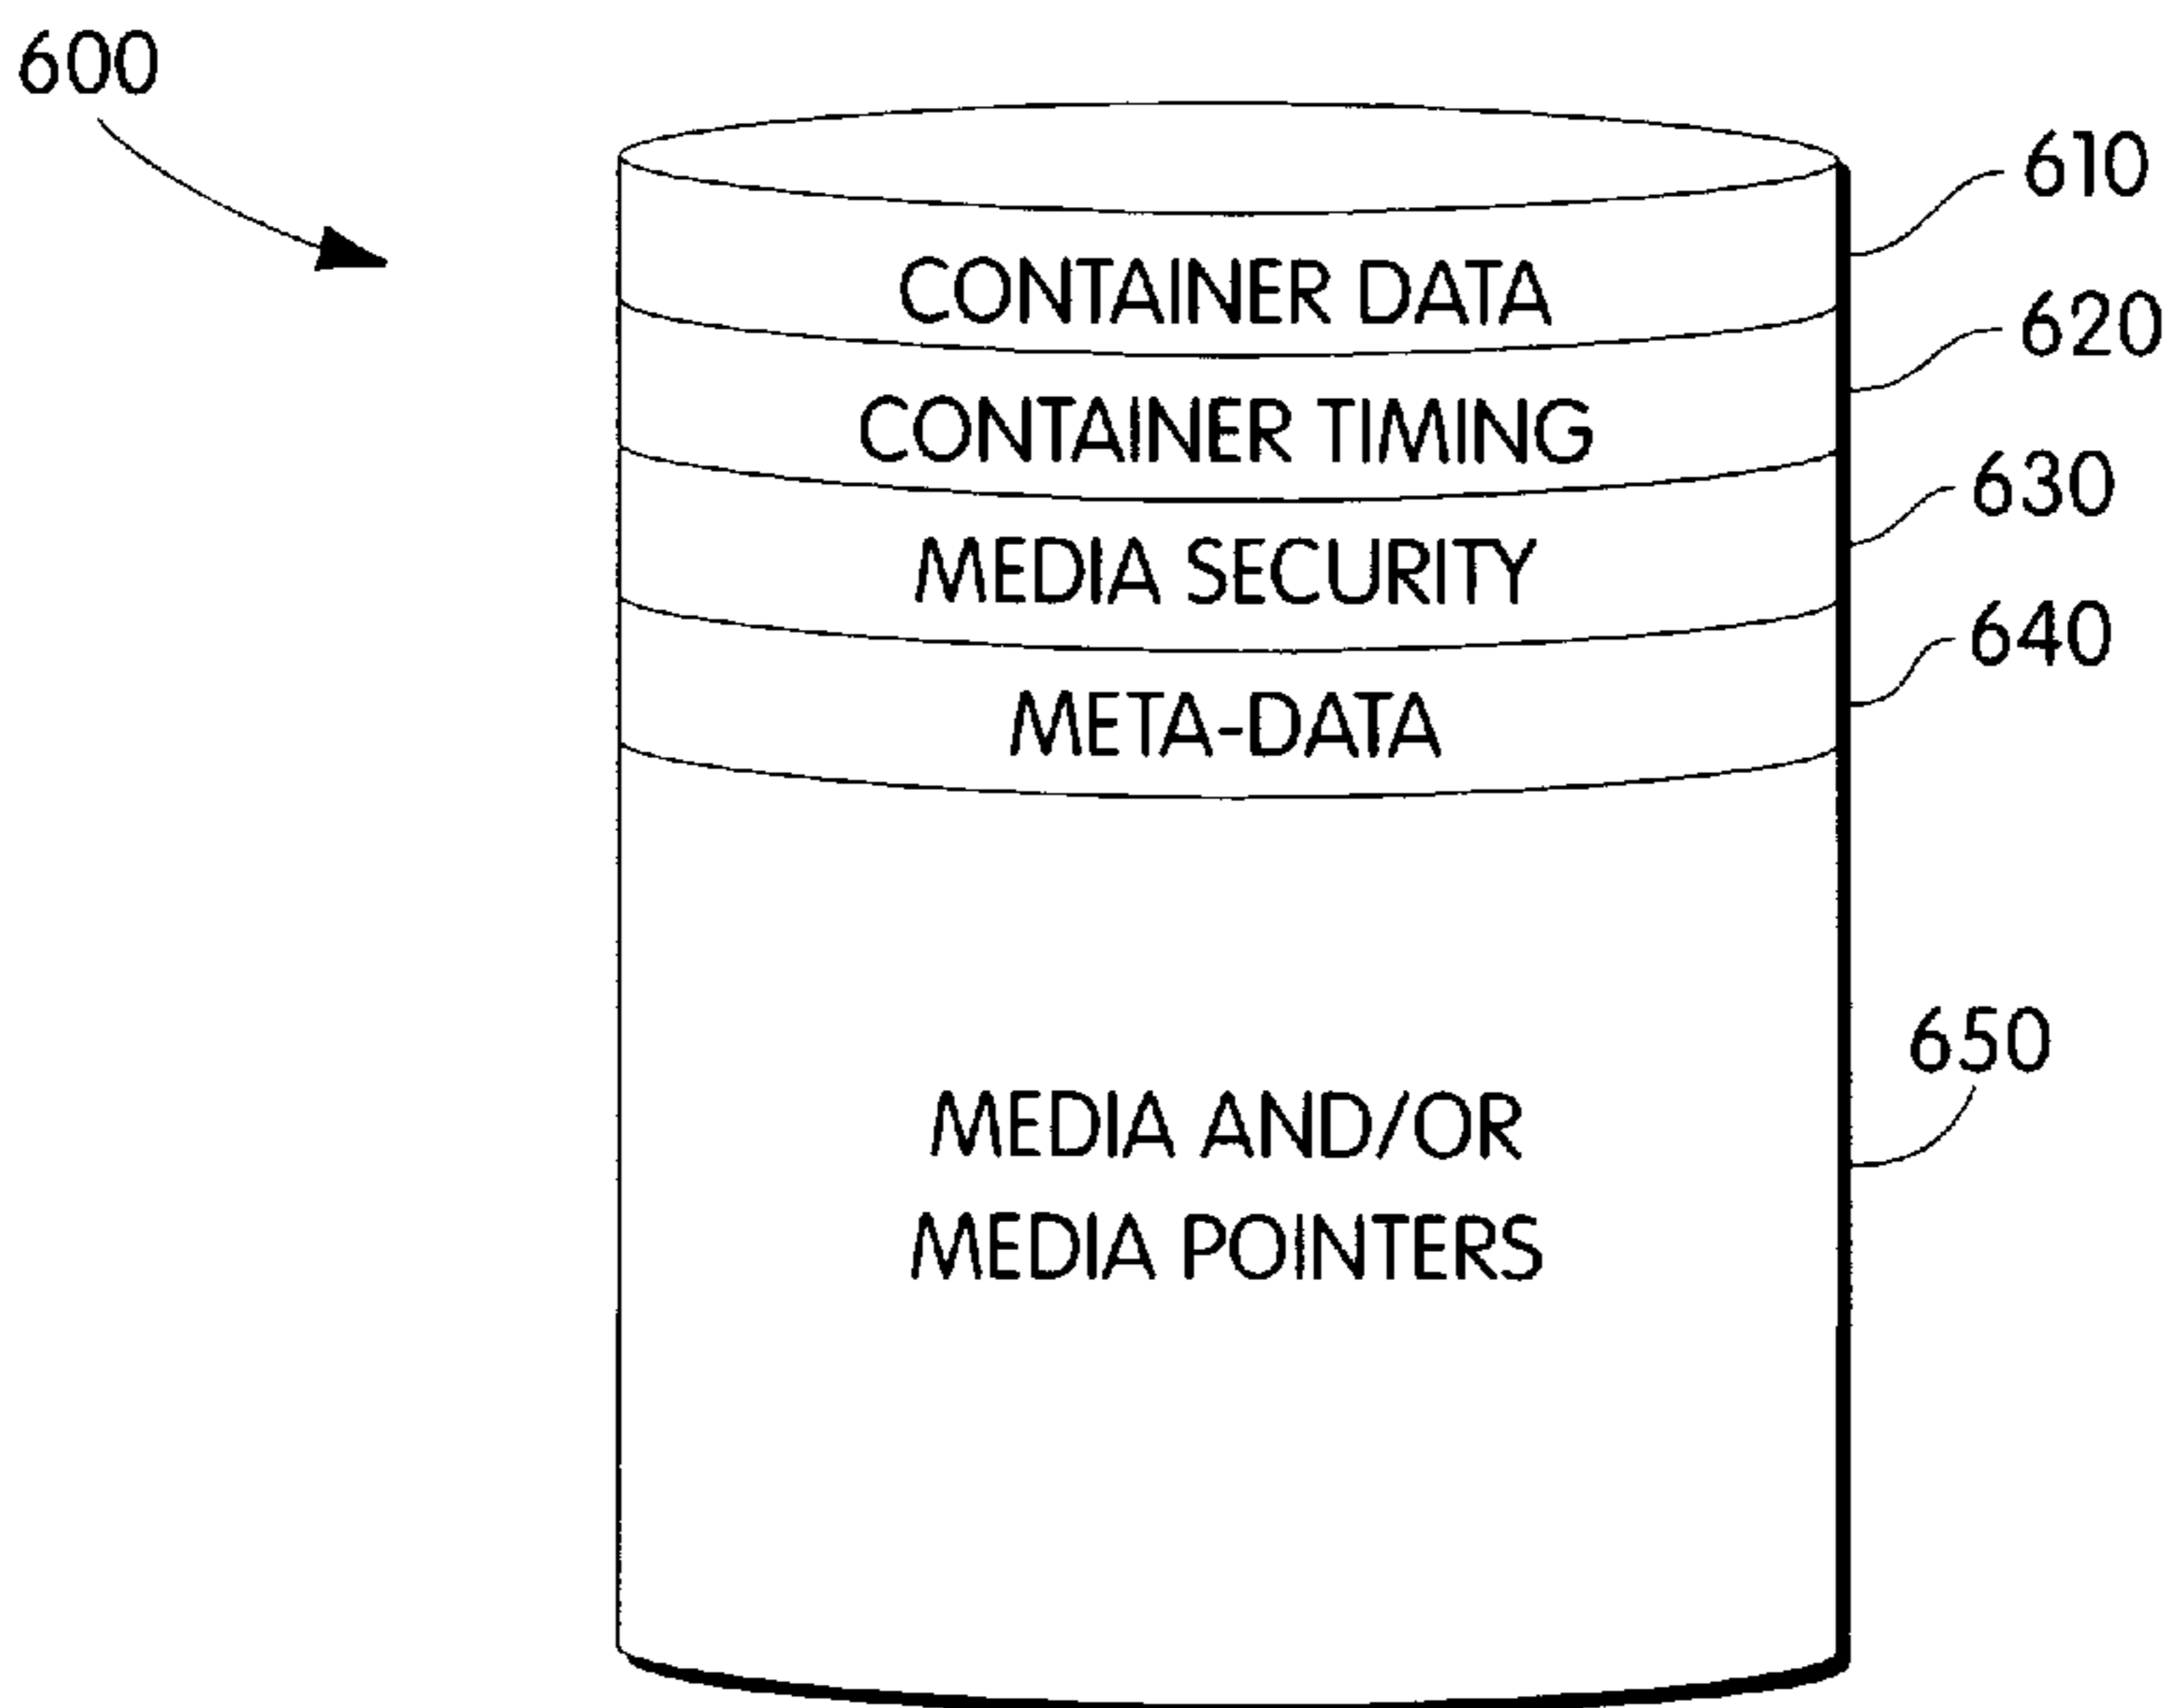 600
610
CONTAINER DATA
620
CONTAINER TIMING
630
MEDIA SECURITY
640
META-DATA
650
MEDIA AND/OR
MEDIA POINTERS